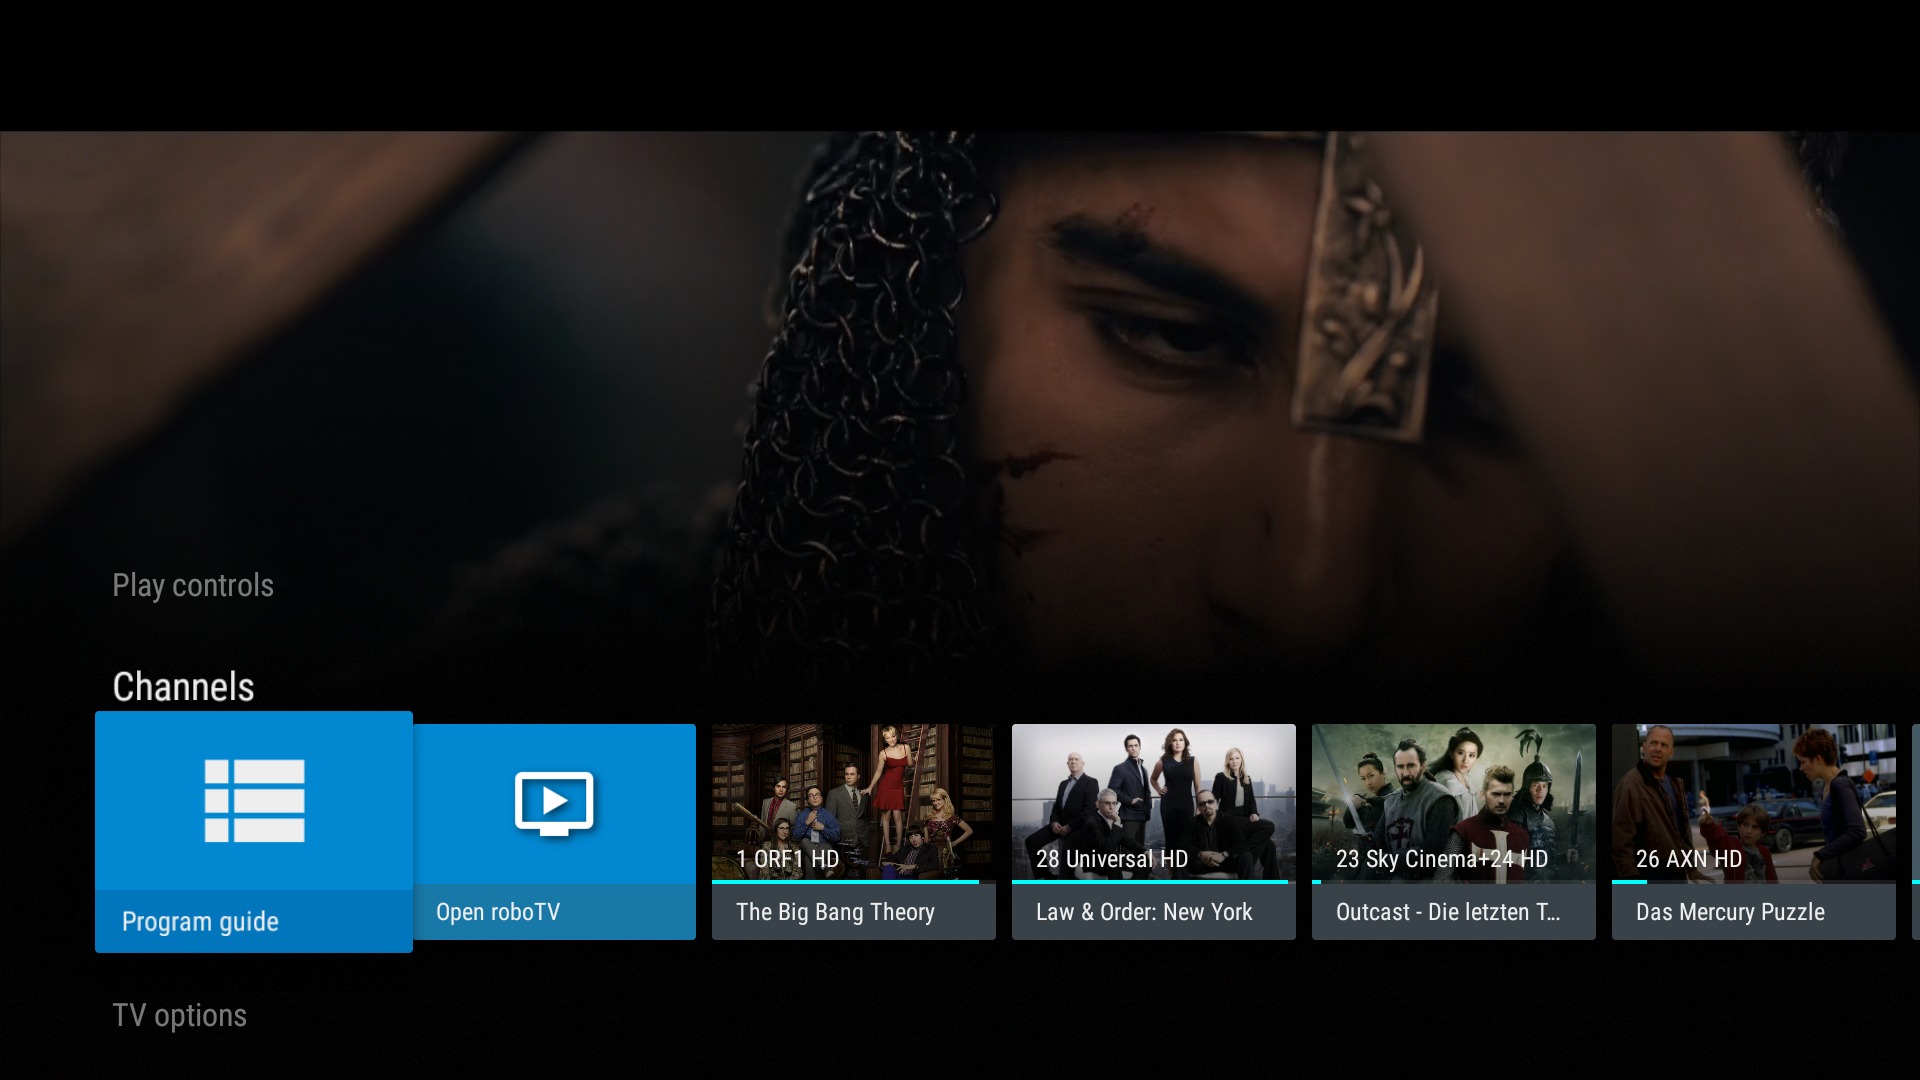 Play controls
Channels
1 ORF1 HD
28 Universal HD
23 Sky Cinema+24 HD
26 AXN HD
Program guide
Open roboTV
The Big Bang Theory
Law & Order: New York
Outcast - Die letzten T...
Das Mercury Puzzle
TV options